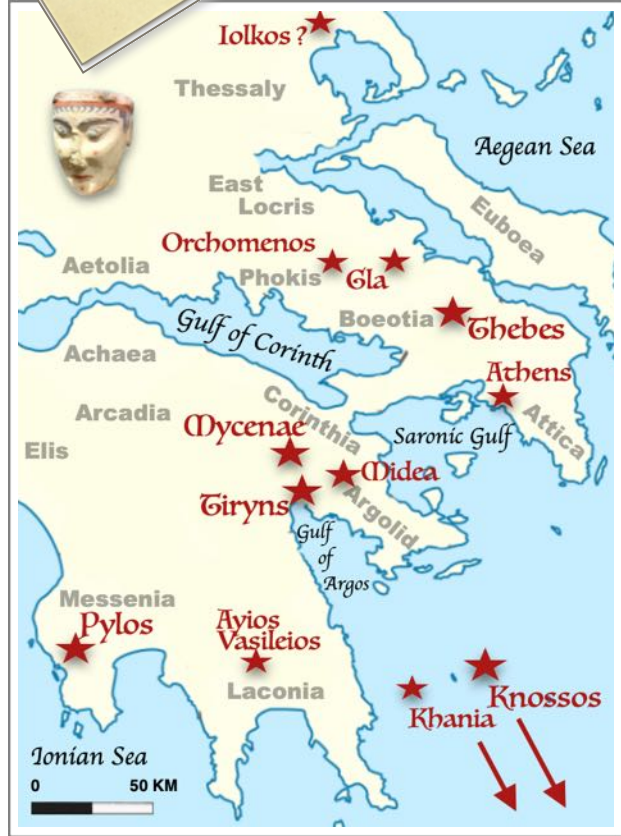 Iolkos ?
Thessaly
Aegean Sea
East
Locris
Euboea
Orchomenos
Gla
Phokis
Aetolia
Boeotia
Thebes
Gulf of Corinth
Achaea
Athens
Attica
Arcadia
Corinthia
Mycenae
Saronic Gulf
Elis
Midea
Tiryns
Argolid
Gulf
of
Argos
Messenia
Pylos
Ayios
Vasileios
Laconia
Knossos
Khania
Ionian Sea
0 50 KM